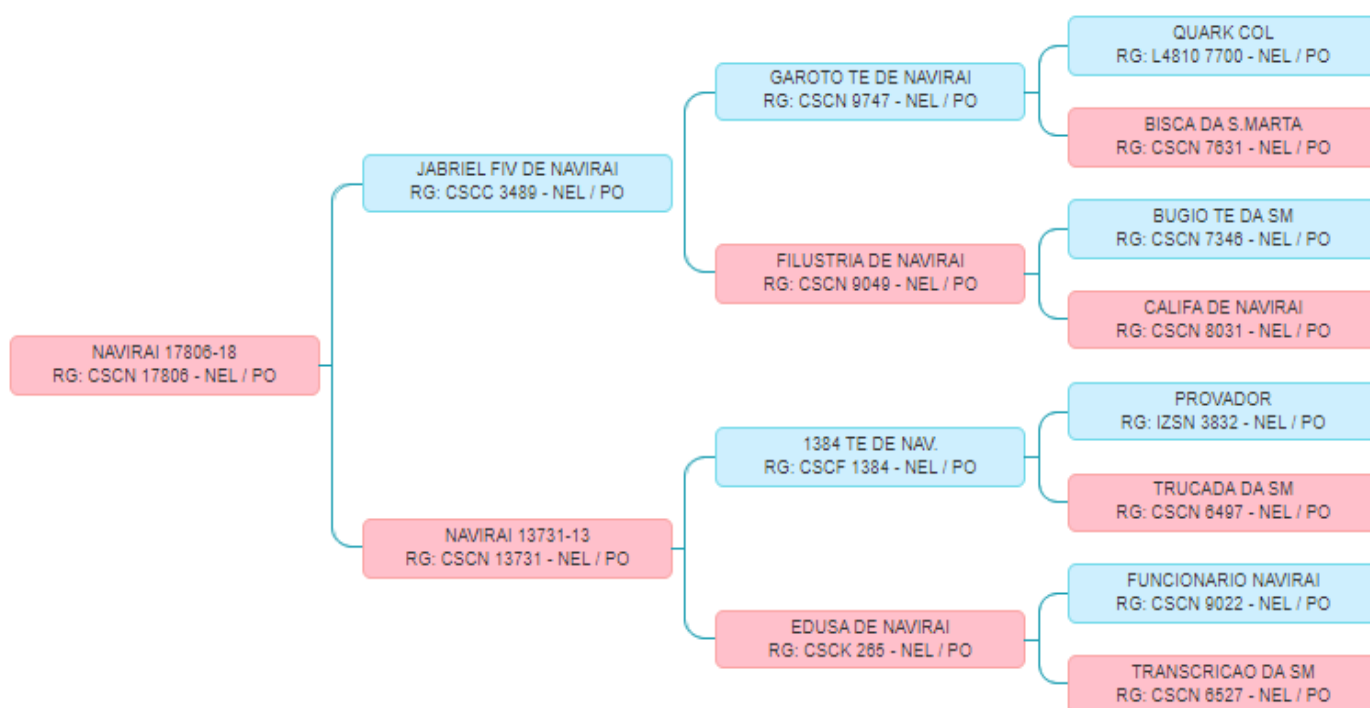 QUARK COL
RG: L4810 7700 - NEL / PO
GAROTO TE DE NAVIRAI
RG: CSCN 9747 - NEL / PO
BISCA DA S.MARTA
RG: CSCN 7631 - NEL / PO
JABRIEL FIV DE NAVIRAI
RG: CSCC 3489 - NEL / PO
BUGIO TE DA SM
RG: CSCN 7346 - NEL / PO
FILUSTRIA DE NAVIRAI
RG: CSCN 9049 - NEL / PO
CALIFA DE NAVIRAI
RG: CSCN 8031 - NEL / PO
NAVIRAI 17806-18
RG: CSCN 17806 - NEL / PO
PROVADOR
RG: IZSN 3832 - NEL / PO
1384 TE DE NAV.
RG: CSCF 1384 - NEL / PO
TRUCADA DA SM
RG: CSCN 6497 - NEL / PO
NAVIRAI 13731-13
RG: CSCN 13731 - NEL / PO
FUNCIONARIO NAVIRAI
RG: CSCN 9022 - NEL / PO
EDUSA DE NAVIRAI
RG: CSCK 265 - NEL / PO
TRANSCRICAO DA SM
RG: CSCN 6527 - NEL / PO